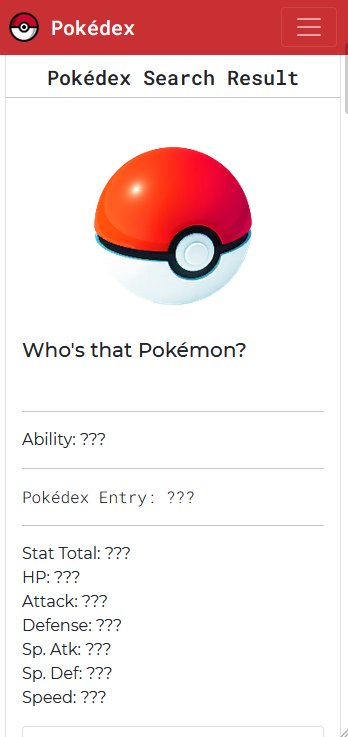 Pokédex
Pokédex Search Result
Who's that Pokémon?
Ability: ???
Pokédex Entry: ???
Stat Total: ???
HP: ???
Attack: ???
Defense: ???
Sp. Atk: ???
Sp. Def: ???
Speed: ???